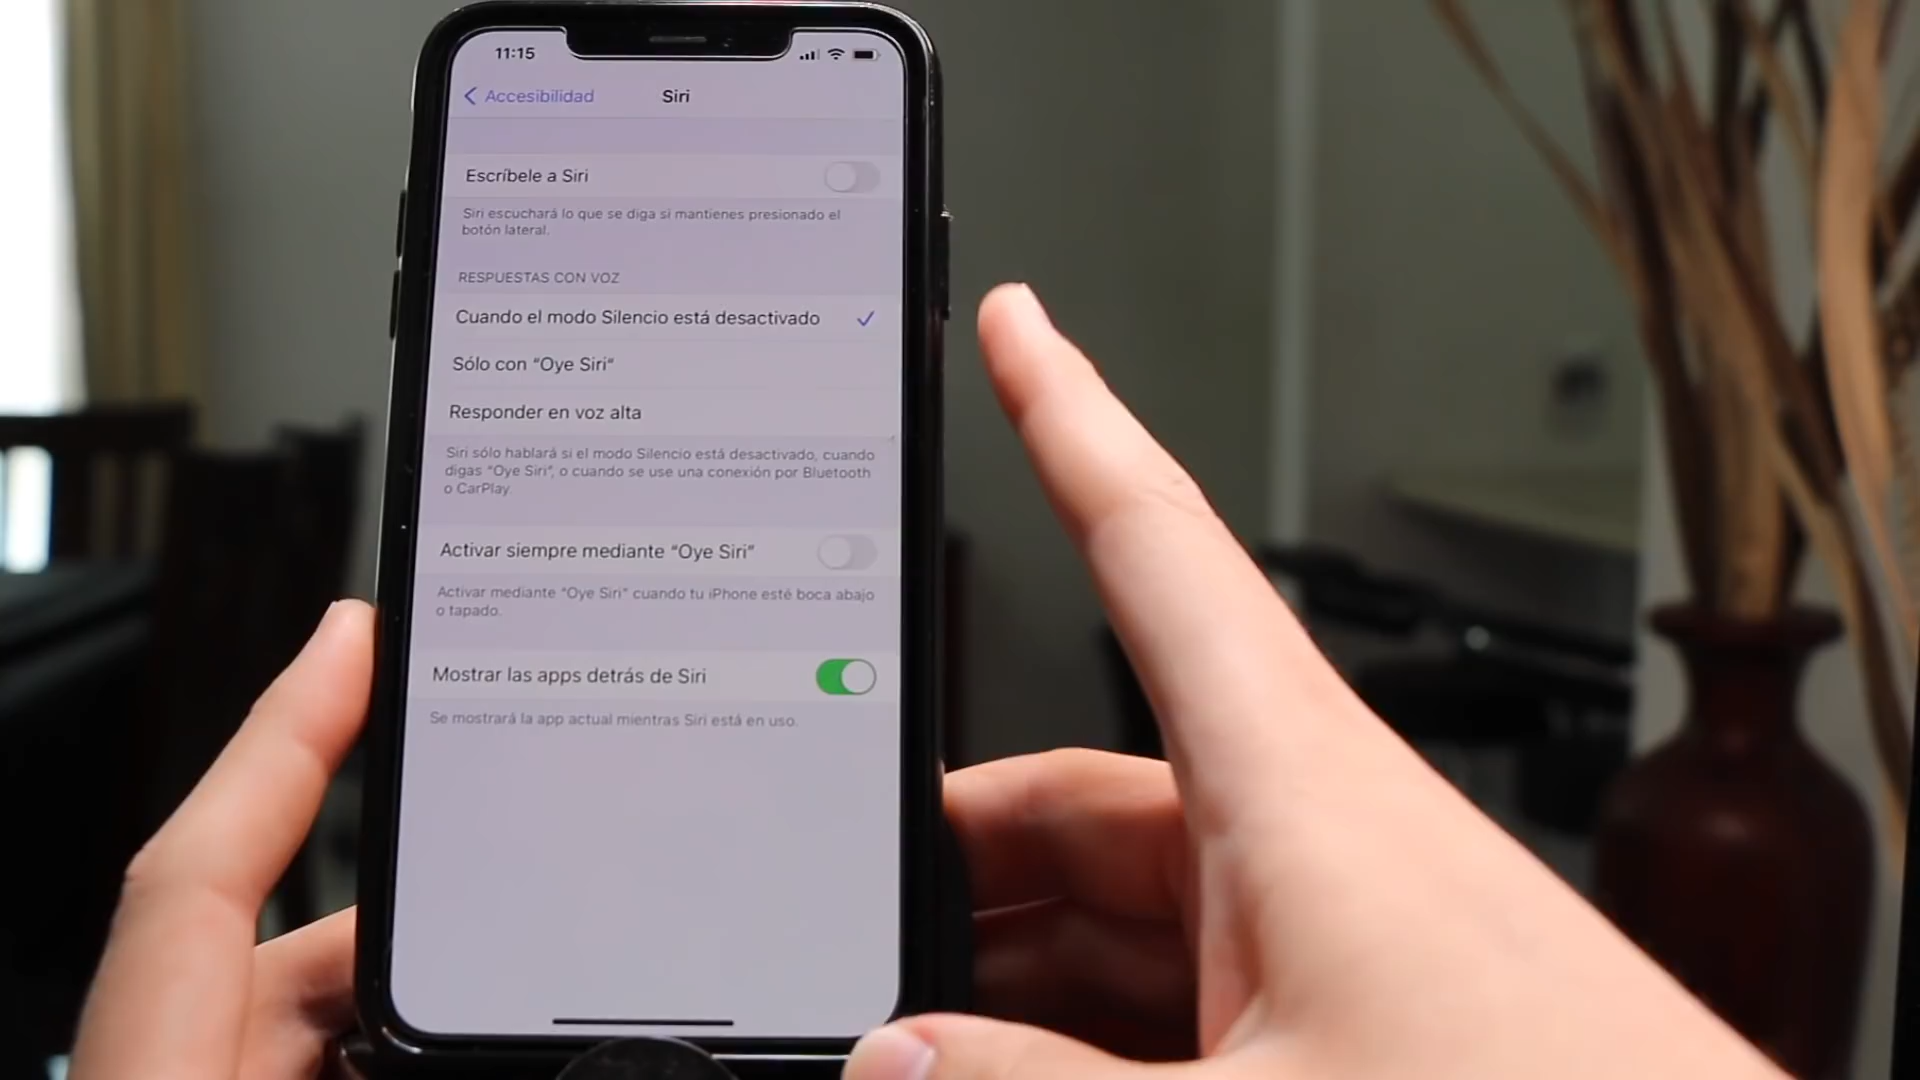 11:15
Accesibilidad
Siri
Escríbele a Siri
Siri escuchará lo que se diga si mantienes presionado el
botón lateral.
RESPUESTAS CON VOZ
Cuando el modo Silencio está desactivado
Sólo con "Oye Siri"
Responder en voz alta
Siri sólo hablará si el modo Silencio está desactivado, cuando
digas "Oye Siri", o cuando se use una conexión por Bluetooth
o CarPlay.
Activar siempre mediante "Oye Siri"
Activar mediante "Oye Siri" cuando tu iPhone esté boca abajo
o tapado.
Mostrar las apps detrás de Siri
Se mostrará la app actual mientras Siri está en uso.